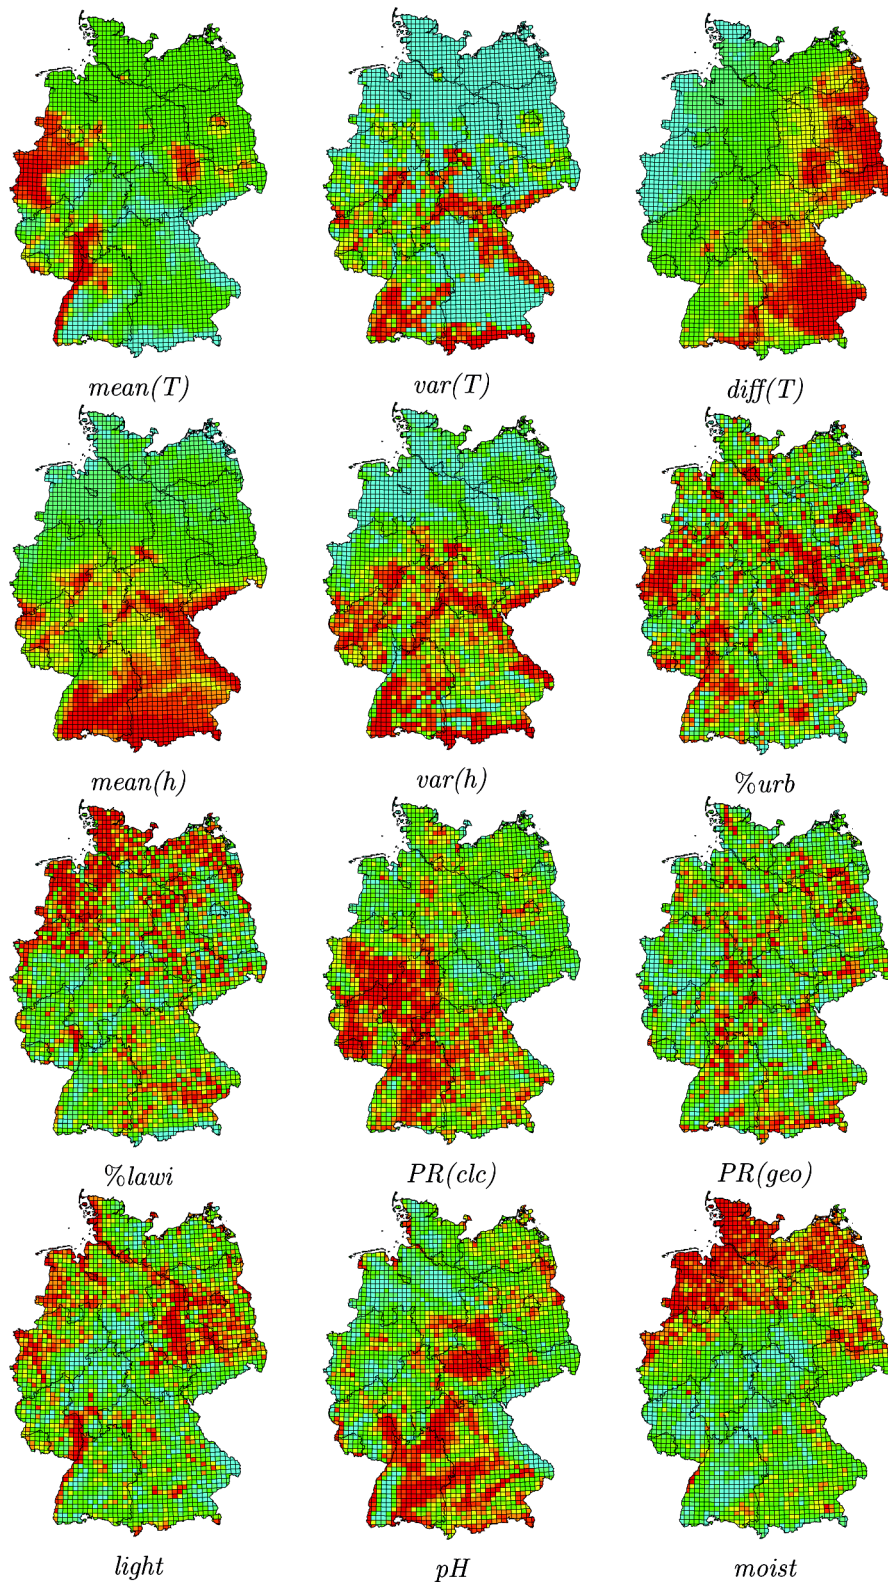 mean(T) var(T) diff(T)
mean(h) var(h) %urb
%lawi PR(clc) PR(geo)
light pH moist